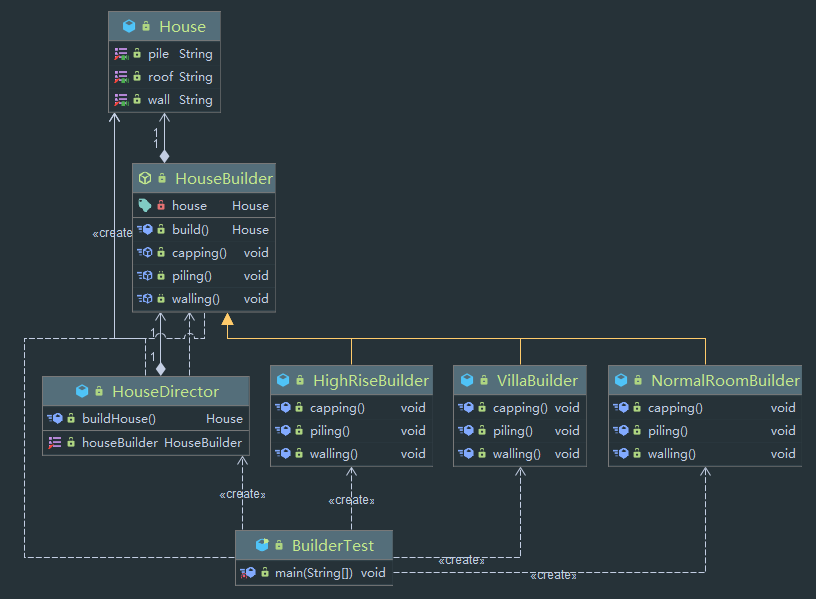 House
pile String
roof String
wall String
1
1
HouseBuilder
house House
build() House
capping() void
piling() void
walling() void
«create»
1
1
HouseDirector
buildHouse() House
houseBuilder HouseBuilder
HighRiseBuilder
capping() void
piling() void
walling() void
VillaBuilder
capping() void
piling() void
walling() void
NormalRoomBuilder
capping() void
piling() void
walling() void
«create»
«create»
BuilderTest
main(String[]) void
«create»
«create»